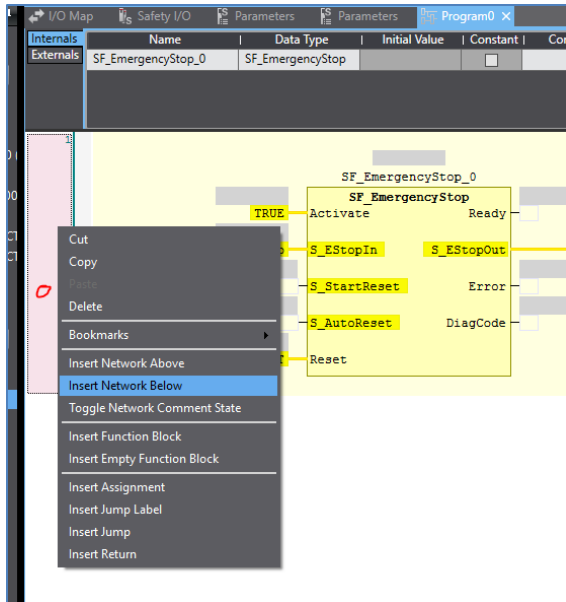 I/O Map Safety I/O Parameters Parameters Program0 ×
Internals Name Data Type Initial Value Constant
Externals SF_EmergencyStop_0 SF_EmergencyStop
1
SF_EmergencyStop_0
SF_EmergencyStop
TRUE Activate Ready
S_EStopIn S_EStopOut
S_StartReset Error
S_AutoReset DiagCode
Reset
Cut
Copy
Paste
Delete
Bookmarks
Insert Network Above
Insert Network Below
Toggle Network Comment State
Insert Function Block
Insert Empty Function Block
Insert Assignment
Insert Jump Label
Insert Jump
Insert Return